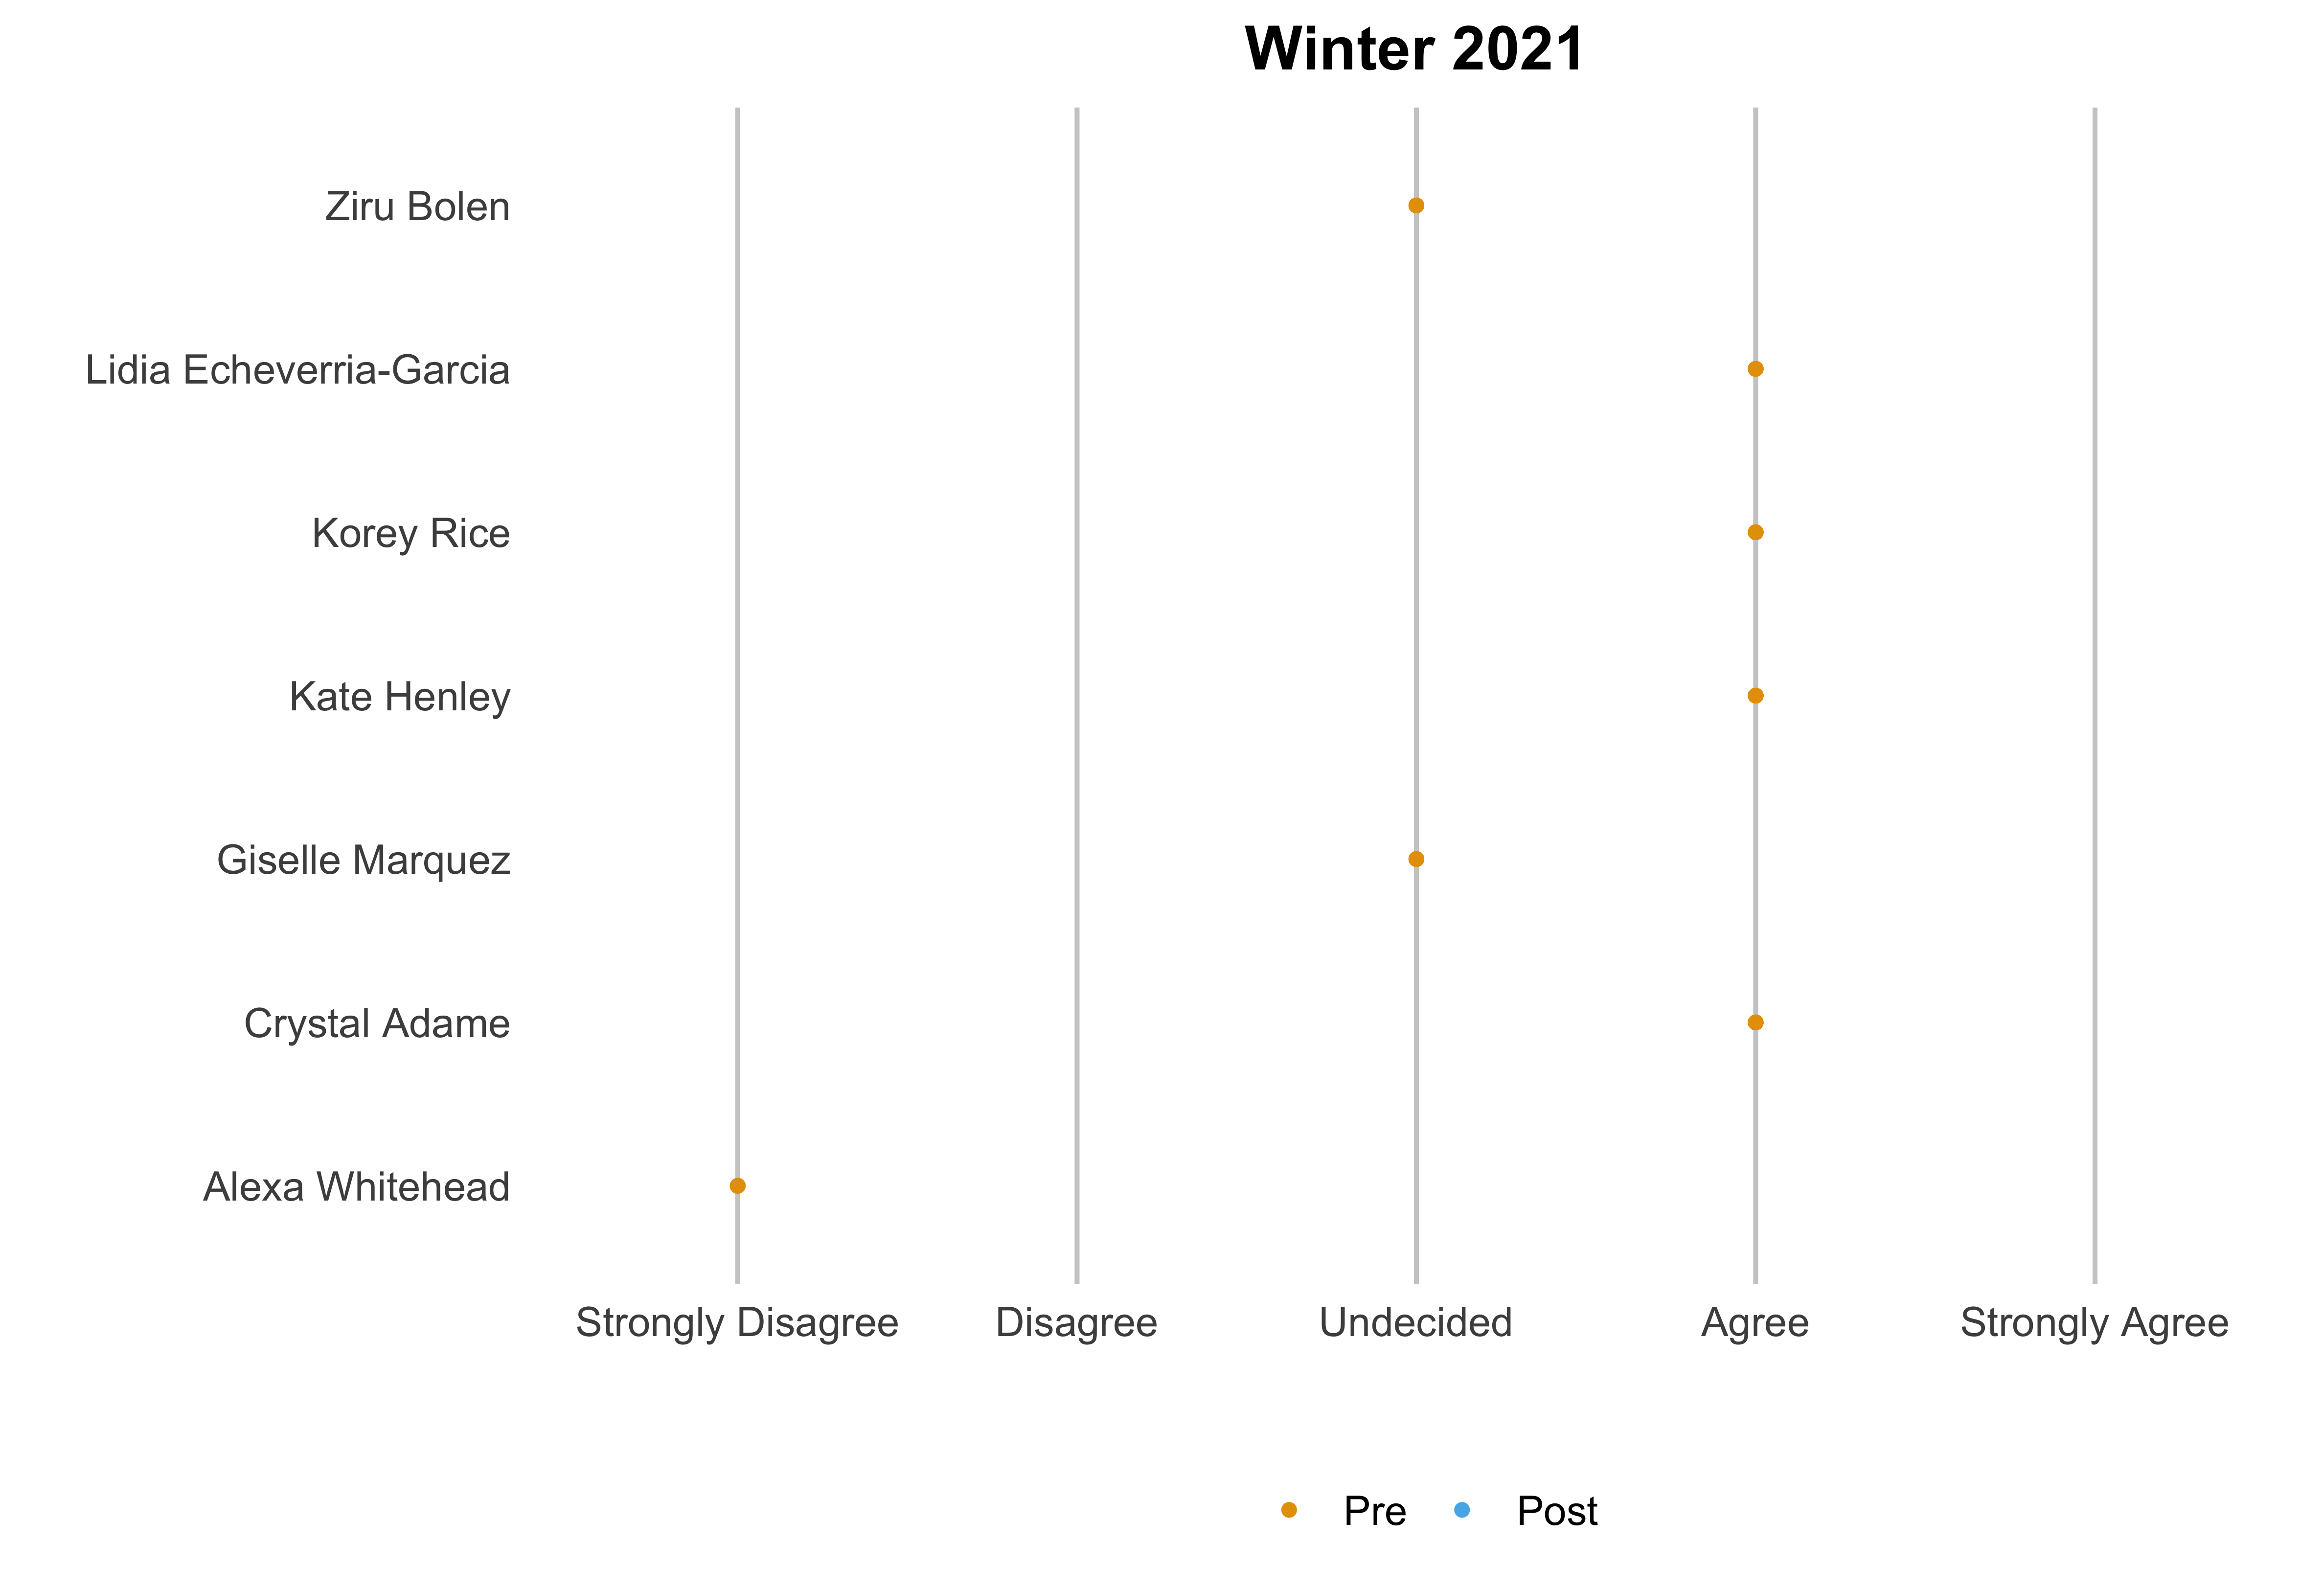 Winter 2021
Ziru Bolen
Lidia Echeverria-Garcia
Korey Rice
Kate Henley
Giselle Marquez
Crystal Adame
Alexa Whitehead
Strongly Disagree Disagree Undecided Agree Strongly Agree
Pre Post